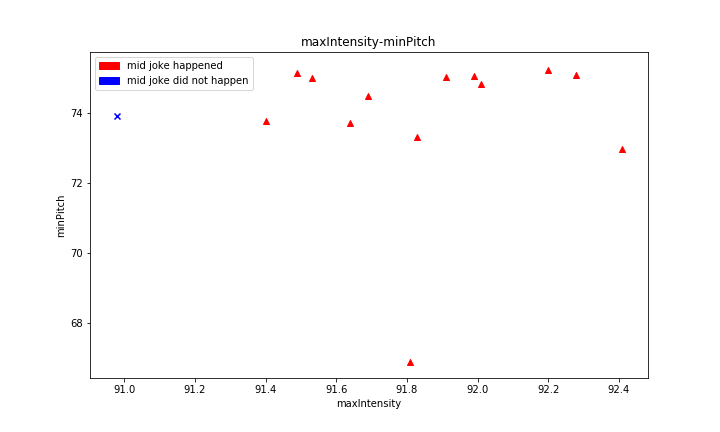 maxIntensity-minPitch
mid joke happened
mid joke did not happen
minPitch
74
72
70
68
91.0 91.2 91.4 91.6 91.8 92.0 92.2 92.4
maxIntensity